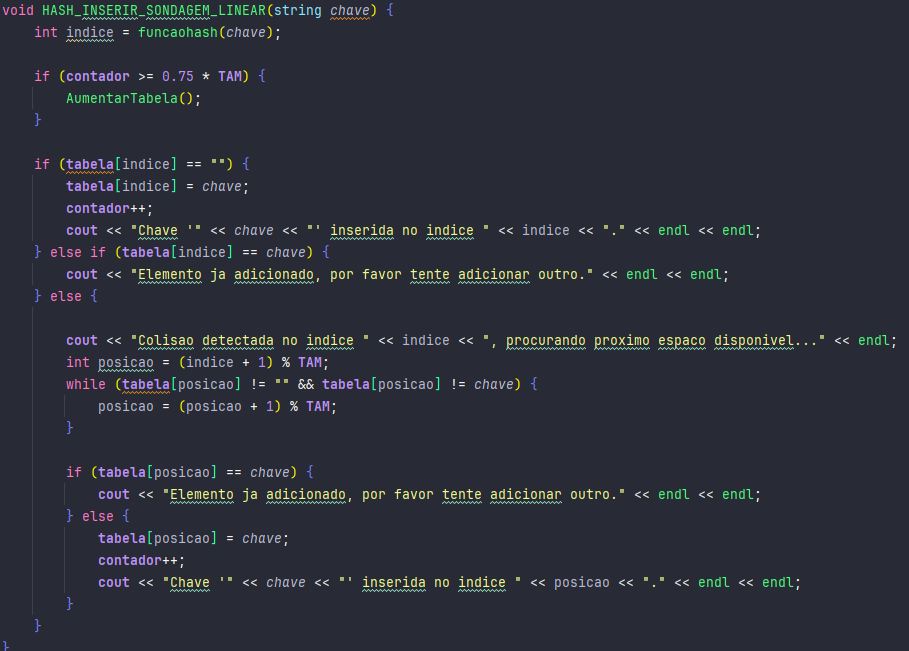 void HASH_INSERIR_SONDAGEM_LINEAR(string chave) {
int indice = funcaohash(chave);
if (contador >= 0.75 * TAM) {
AumentarTabela();
}
if (tabela[indice] == "") {
tabela[indice] = chave;
contador++;
cout << "Chave '" << chave << "' inserida no indice " << indice << "." << endl << endl;
} else if (tabela[indice] == chave) {
cout << "Elemento ja adicionado, por favor tente adicionar outro." << endl << endl;
} else {
cout << "Colisao detectada no indice " << indice << ", procurando proximo espaco disponivel..." << endl;
int posicao = (indice + 1) % TAM;
while (tabela[posicao] != "" && tabela[posicao] != chave) {
posicao = (posicao + 1) % TAM;
}
if (tabela[posicao] == chave) {
cout << "Elemento ja adicionado, por favor tente adicionar outro." << endl << endl;
} else {
tabela[posicao] = chave;
contador++;
cout << "Chave '" << chave << "' inserida no indice " << posicao << "." << endl << endl;
}
}
}